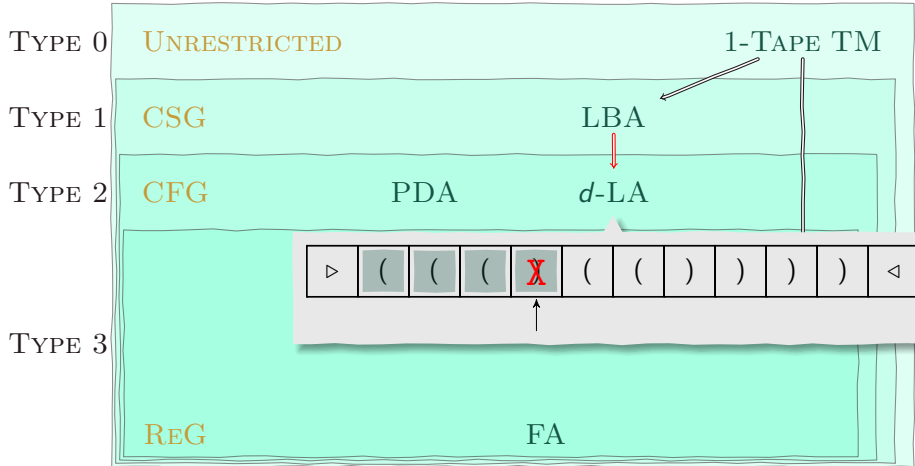 TYPE 0 UNRESTRICTED 1-TAPE TM
TYPE 1 CSG LBA
TYPE 2 CFG PDA d-LA
▷ ( ( ( X ( ( ) ) ) ) ◁
TYPE 3
REG FA